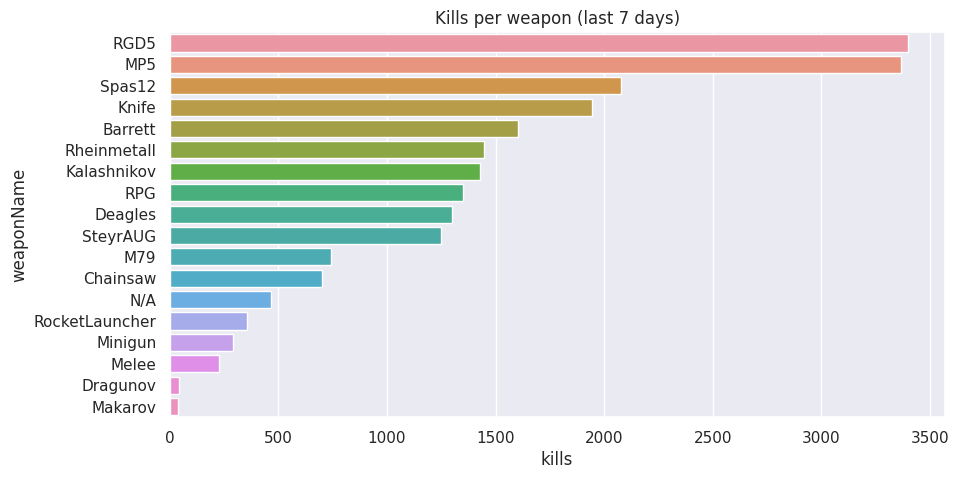 Kills per weapon (last 7 days)
weaponName
RGD5
MP5
Spas12
Knife
Barrett
Rheinmetall
Kalashnikov
RPG
Deagles
SteyrAUG
M79
Chainsaw
N/A
RocketLauncher
Minigun
Melee
Dragunov
Makarov
0 500 1000 1500 2000 2500 3000 3500
kills